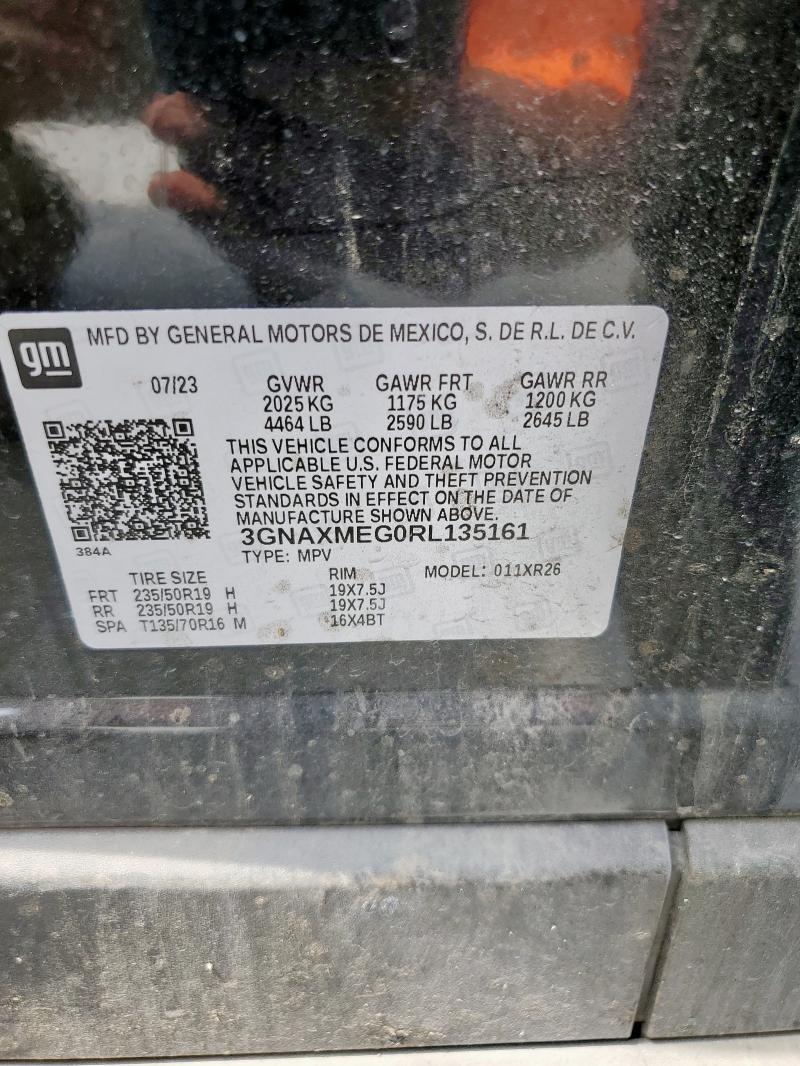 gm
MFD BY GENERAL MOTORS DE MEXICO, S. DE R.L. DE C.V.
07/23 GVWR GAWR FRT GAWR RR
2025 KG 1175 KG 1200 KG
4464 LB 2590 LB 2645 LB
THIS VEHICLE CONFORMS TO ALL
APPLICABLE U.S. FEDERAL MOTOR
VEHICLE SAFETY AND THEFT PREVENTION
STANDARDS IN EFFECT ON THE DATE OF
MANUFACTURE SHOWN ABOVE.
3GNAXMEG0RL135161
384A
TYPE: MPV
TIRE SIZE RIM MODEL: 011XR26
FRT 235/50R19 H 19X7.5J
RR 235/50R19 H 19X7.5J
SPA T135/70R16 M 16X4BT